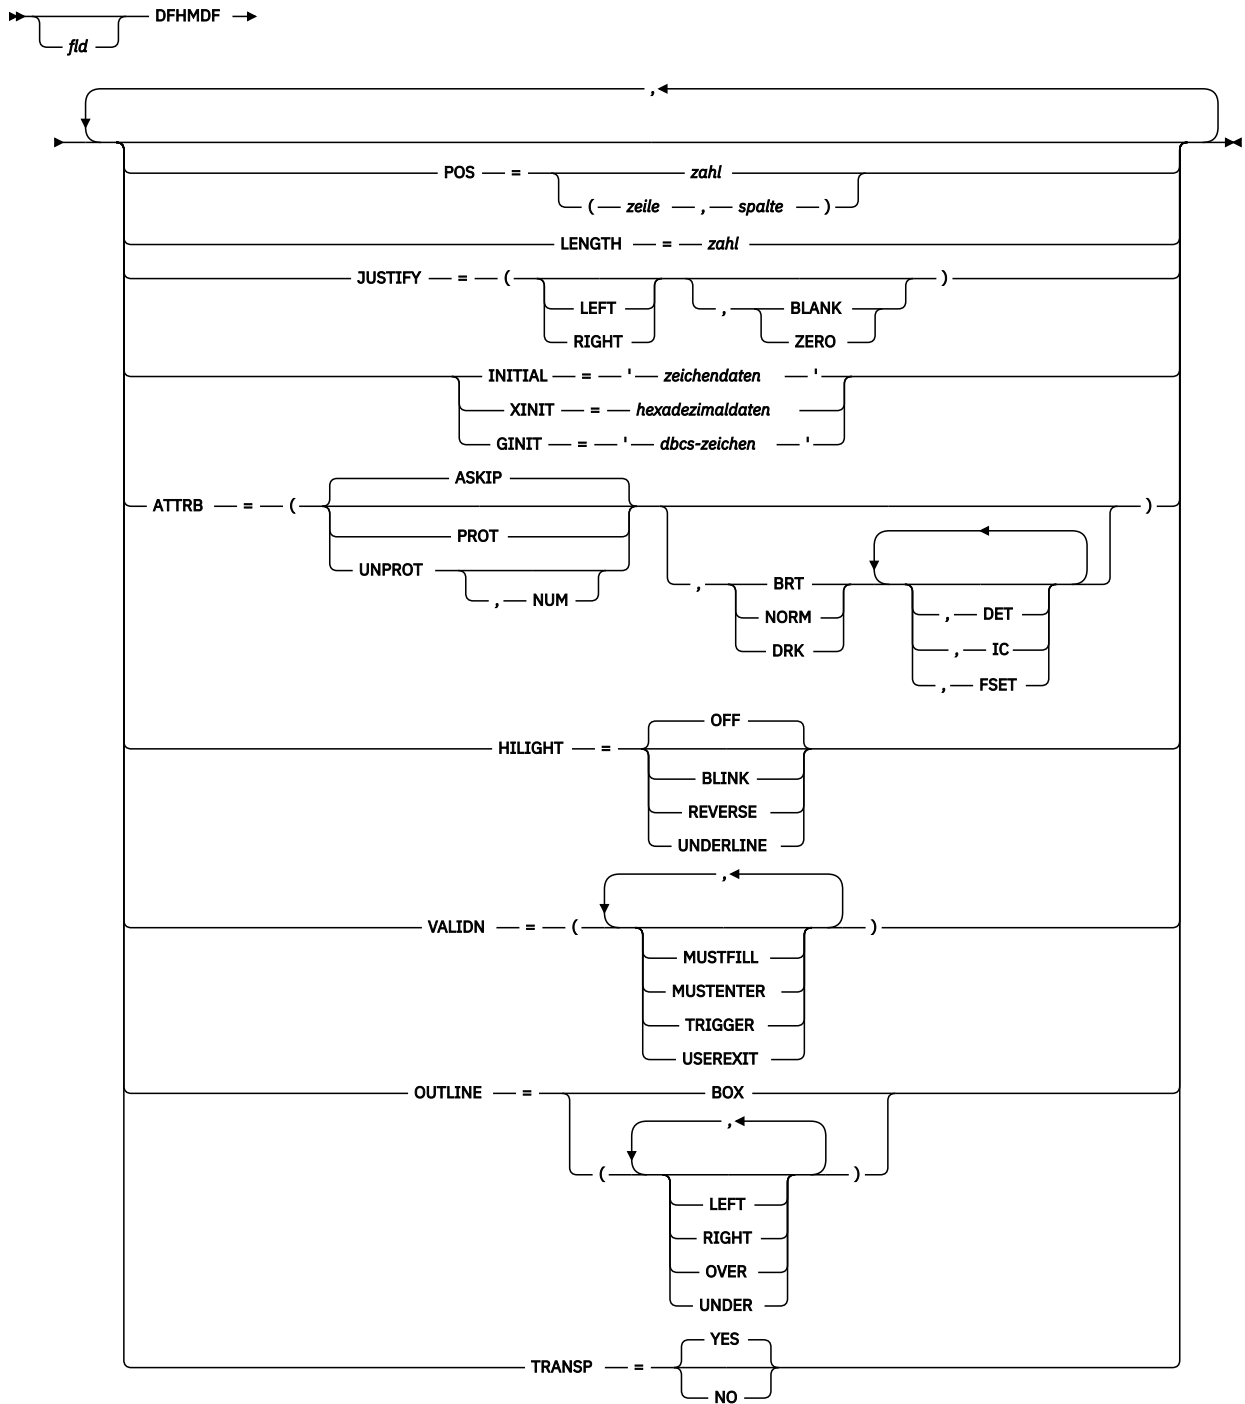 DFHMDF
fld
,
POS = zahl
( zeile , spalte )
LENGTH = zahl
JUSTIFY = ( )
LEFT , BLANK
RIGHT ZERO
INITIAL = ' zeichendaten '
XINIT = hexadezimaldaten
GINIT = ' dbcs-zeichen '
ASKIP
ATTRB = ( )
PROT
UNPROT
, NUM
, BRT
NORM
DRK
, DET
, IC
, FSET
OFF
HILIGHT =
BLINK
REVERSE
UNDERLINE
,
VALIDN = ( )
MUSTFILL
MUSTENTER
TRIGGER
USEREXIT
OUTLINE = BOX
,
( )
LEFT
RIGHT
OVER
UNDER
YES
TRANSP =
NO